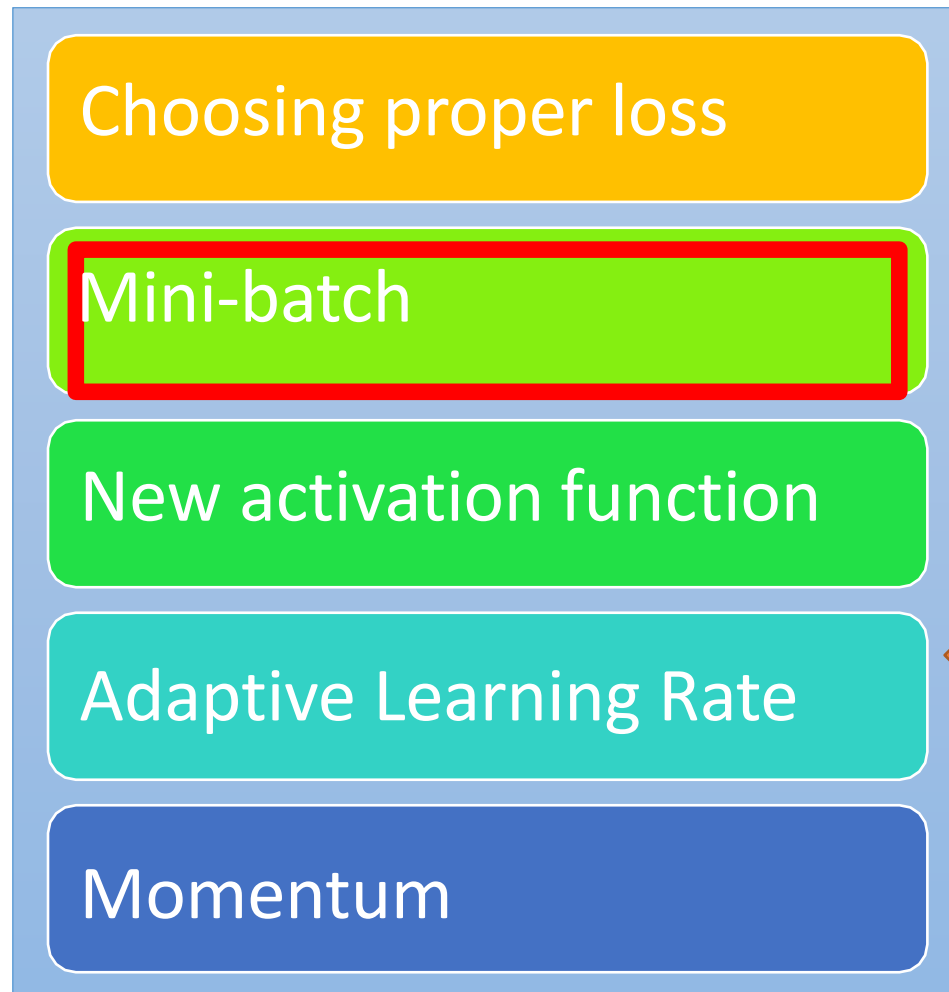 Choosing proper loss
Mini-batch
New activation function
Adaptive Learning Rate
Momentum